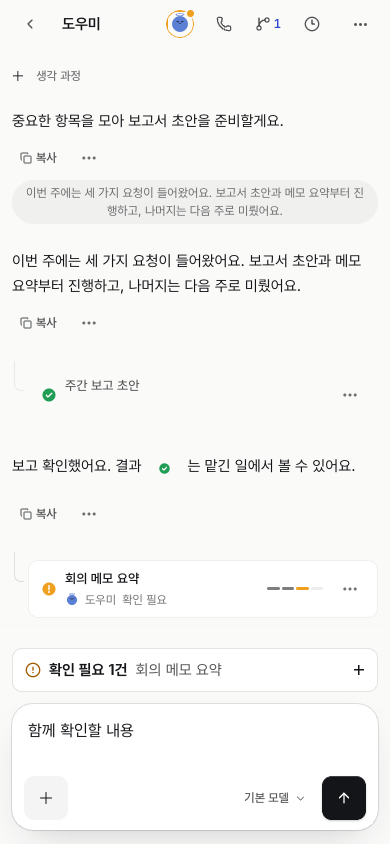 도우미
1
생각 과정
중요한 항목을 모아 보고서 초안을 준비할게요.
복사
이번 주에는 세 가지 요청이 들어왔어요. 보고서 초안과 메모 요약부터 진
행하고, 나머지는 다음 주로 미뤘어요.
이번 주에는 세 가지 요청이 들어왔어요. 보고서 초안과 메모
요약부터 진행하고, 나머지는 다음 주로 미뤘어요.
복사
주간 보고 초안
보고 확인했어요. 결과 는 맡긴 일에서 볼 수 있어요.
복사
회의 메모 요약
도우미 확인 필요
확인 필요 1건 회의 메모 요약
함께 확인할 내용
기본 모델